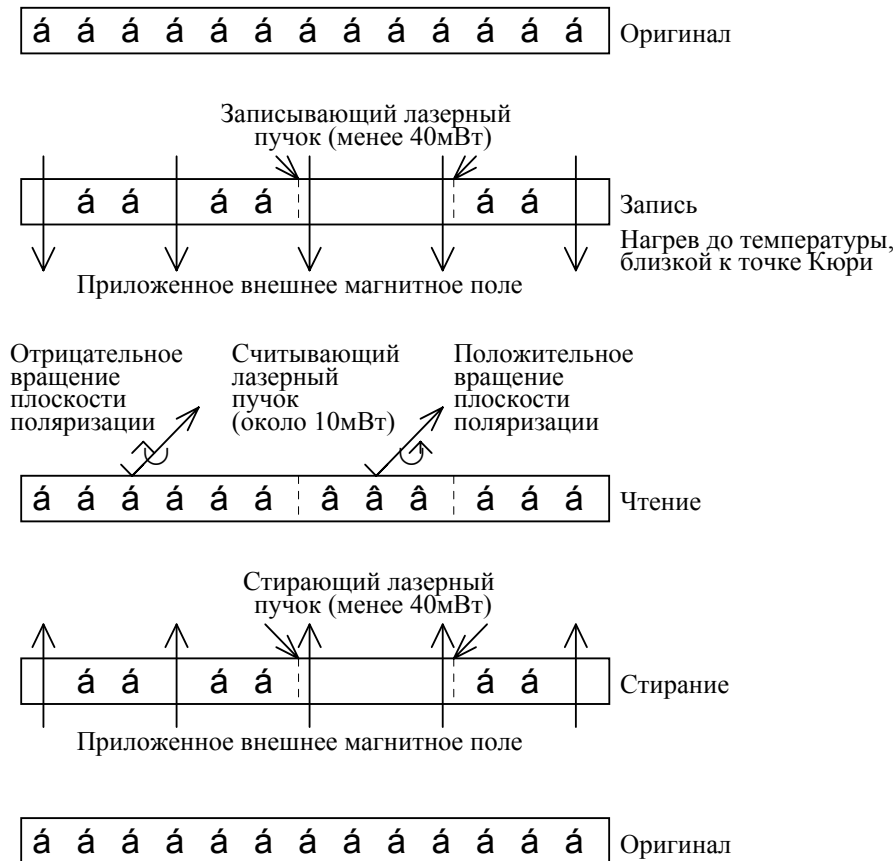 á á á á á á á á á á á á á Оригинал
Записывающий лазерный
пучок (менее 40мВт)
á á á á á á Запись
Нагрев до температуры,
близкой к точке Кюри
Приложенное внешнее магнитное поле
Отрицательное
вращение
плоскости
поляризации
Считывающий
лазерный
пучок
(около 10мВт)
Положительное
вращение
плоскости
поляризации
á á á á á á â â â á á á Чтение
Стирающий лазерный
пучок (менее 40мВт)
á á á á á á Стирание
Приложенное внешнее магнитное поле
á á á á á á á á á á á á á Оригинал